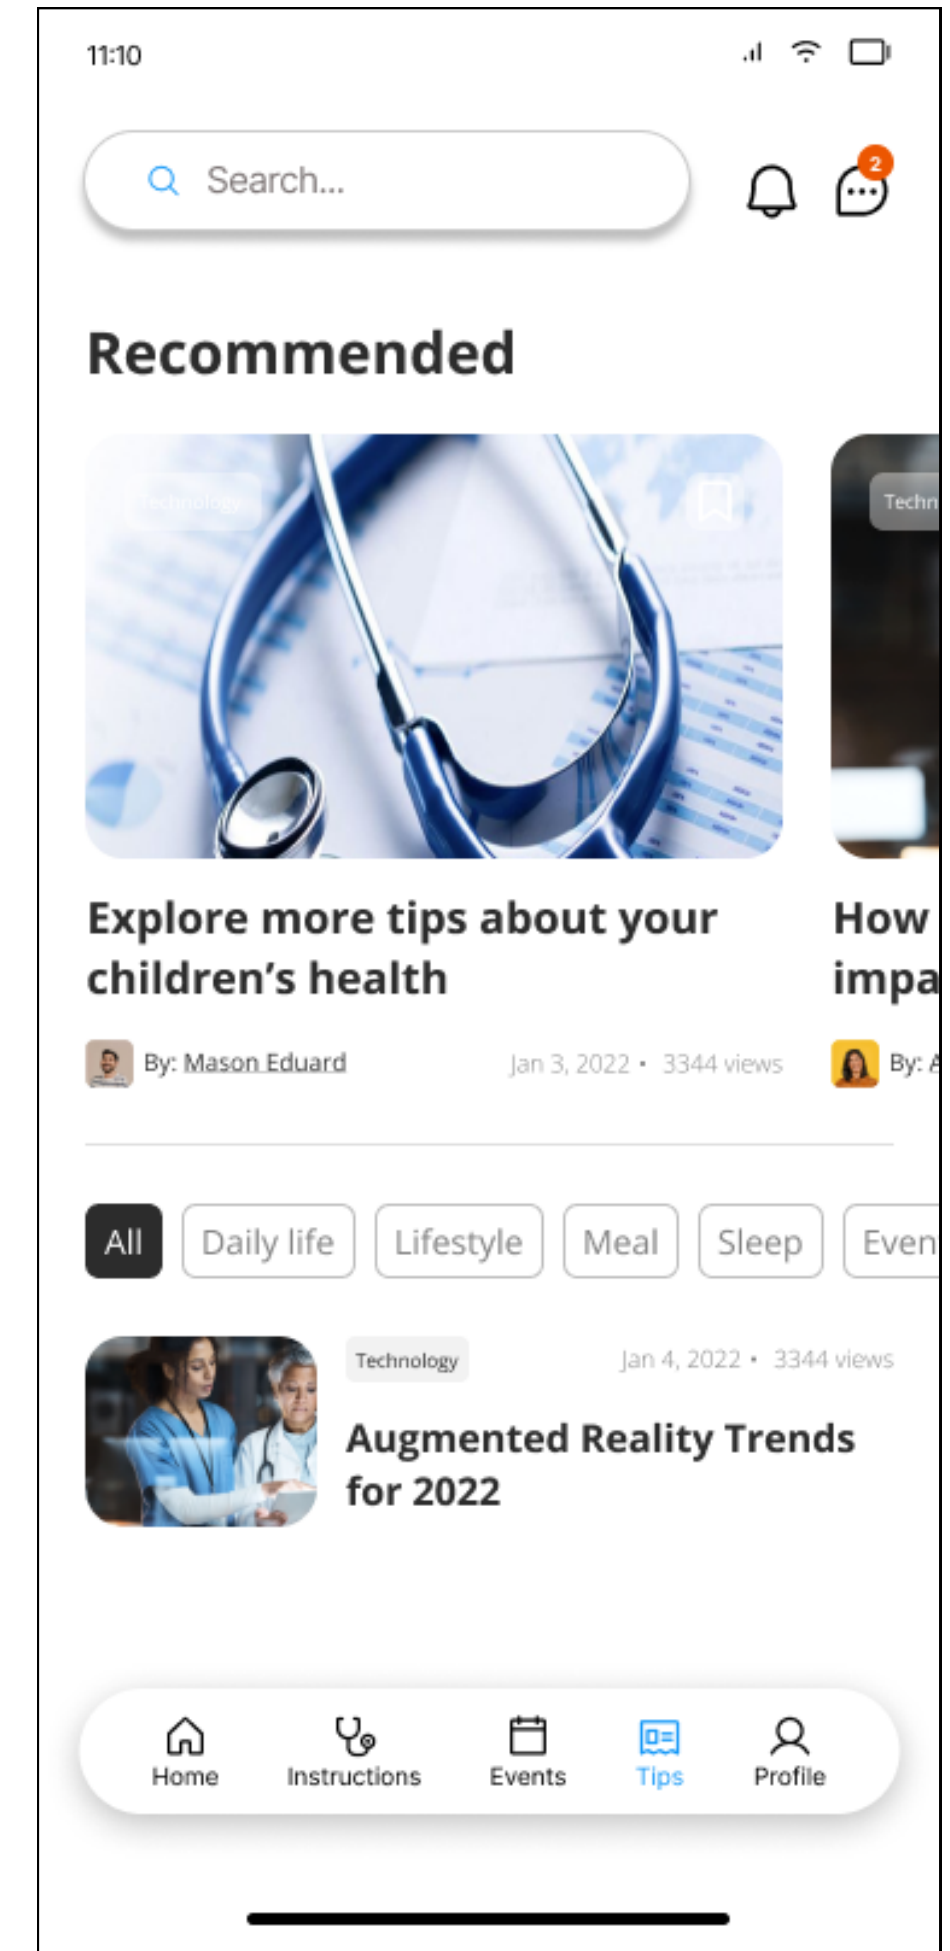 11:10
Search...
2
Recommended
Technology
Techn
Explore more tips about your
children’s health
How
impa
By: Mason Eduard
Jan 3, 2022 • 3344 views
By: A
All
Daily life
Lifestyle
Meal
Sleep
Even
Technology
Jan 4, 2022 • 3344 views
Augmented Reality Trends
for 2022
Home
Instructions
Events
Tips
Profile